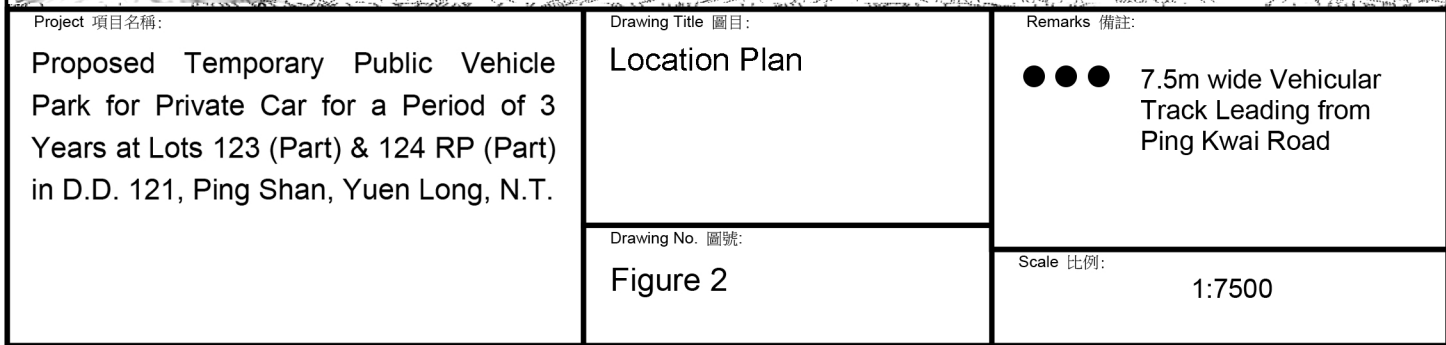 Project 項目名稱:
Proposed Temporary Public Vehicle
Park for Private Car for a Period of 3
Years at Lots 123 (Part) & 124 RP (Part)
in D.D. 121, Ping Shan, Yuen Long, N.T.
Drawing Title 圖目:
Location Plan
Drawing No. 圖號:
Figure 2
Remarks 備註:
7.5m wide Vehicular
Track Leading from
Ping Kwai Road
Scale 比例:
1:7500